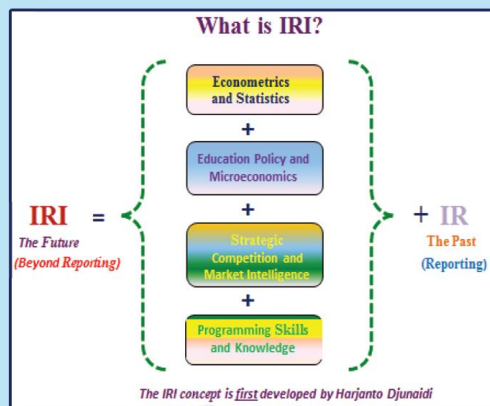 What is IRI?
Econometrics
and Statistics
+
Education Policy and
Microeconomics
+
Strategic
Competition and
Market Intelligence
+
Programming Skills
and Knowledge
IRI =
The Future
(Beyond Reporting)
+ IR
The Past
(Reporting)
The IRI concept is first developed by Harjanto Djunaidi